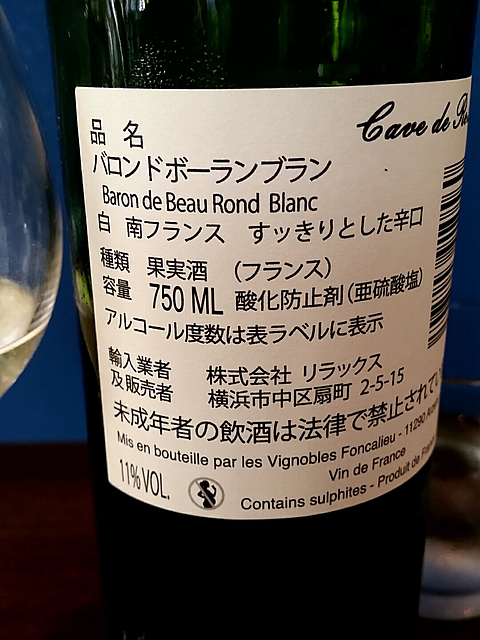 Cave de
品 名
バロンドボーランブラン
Baron de Beau Rond Blanc
白 南フランス すっきりとした辛口
種類 果実酒 （フランス）
容量 750 ML 酸化防止剤（亜硫酸塩）
アルコール度数は表ラベルに表示
輸入業者 株式会社 リラックス
及販売者 横浜市中区扇町 2-5-15
未成年者の飲酒は法律で禁止されてい
Mis en bouteille par les Vignobles Foncalieu - 11290
Vin de France
11% VOL.
Contains sulphites - Produit de